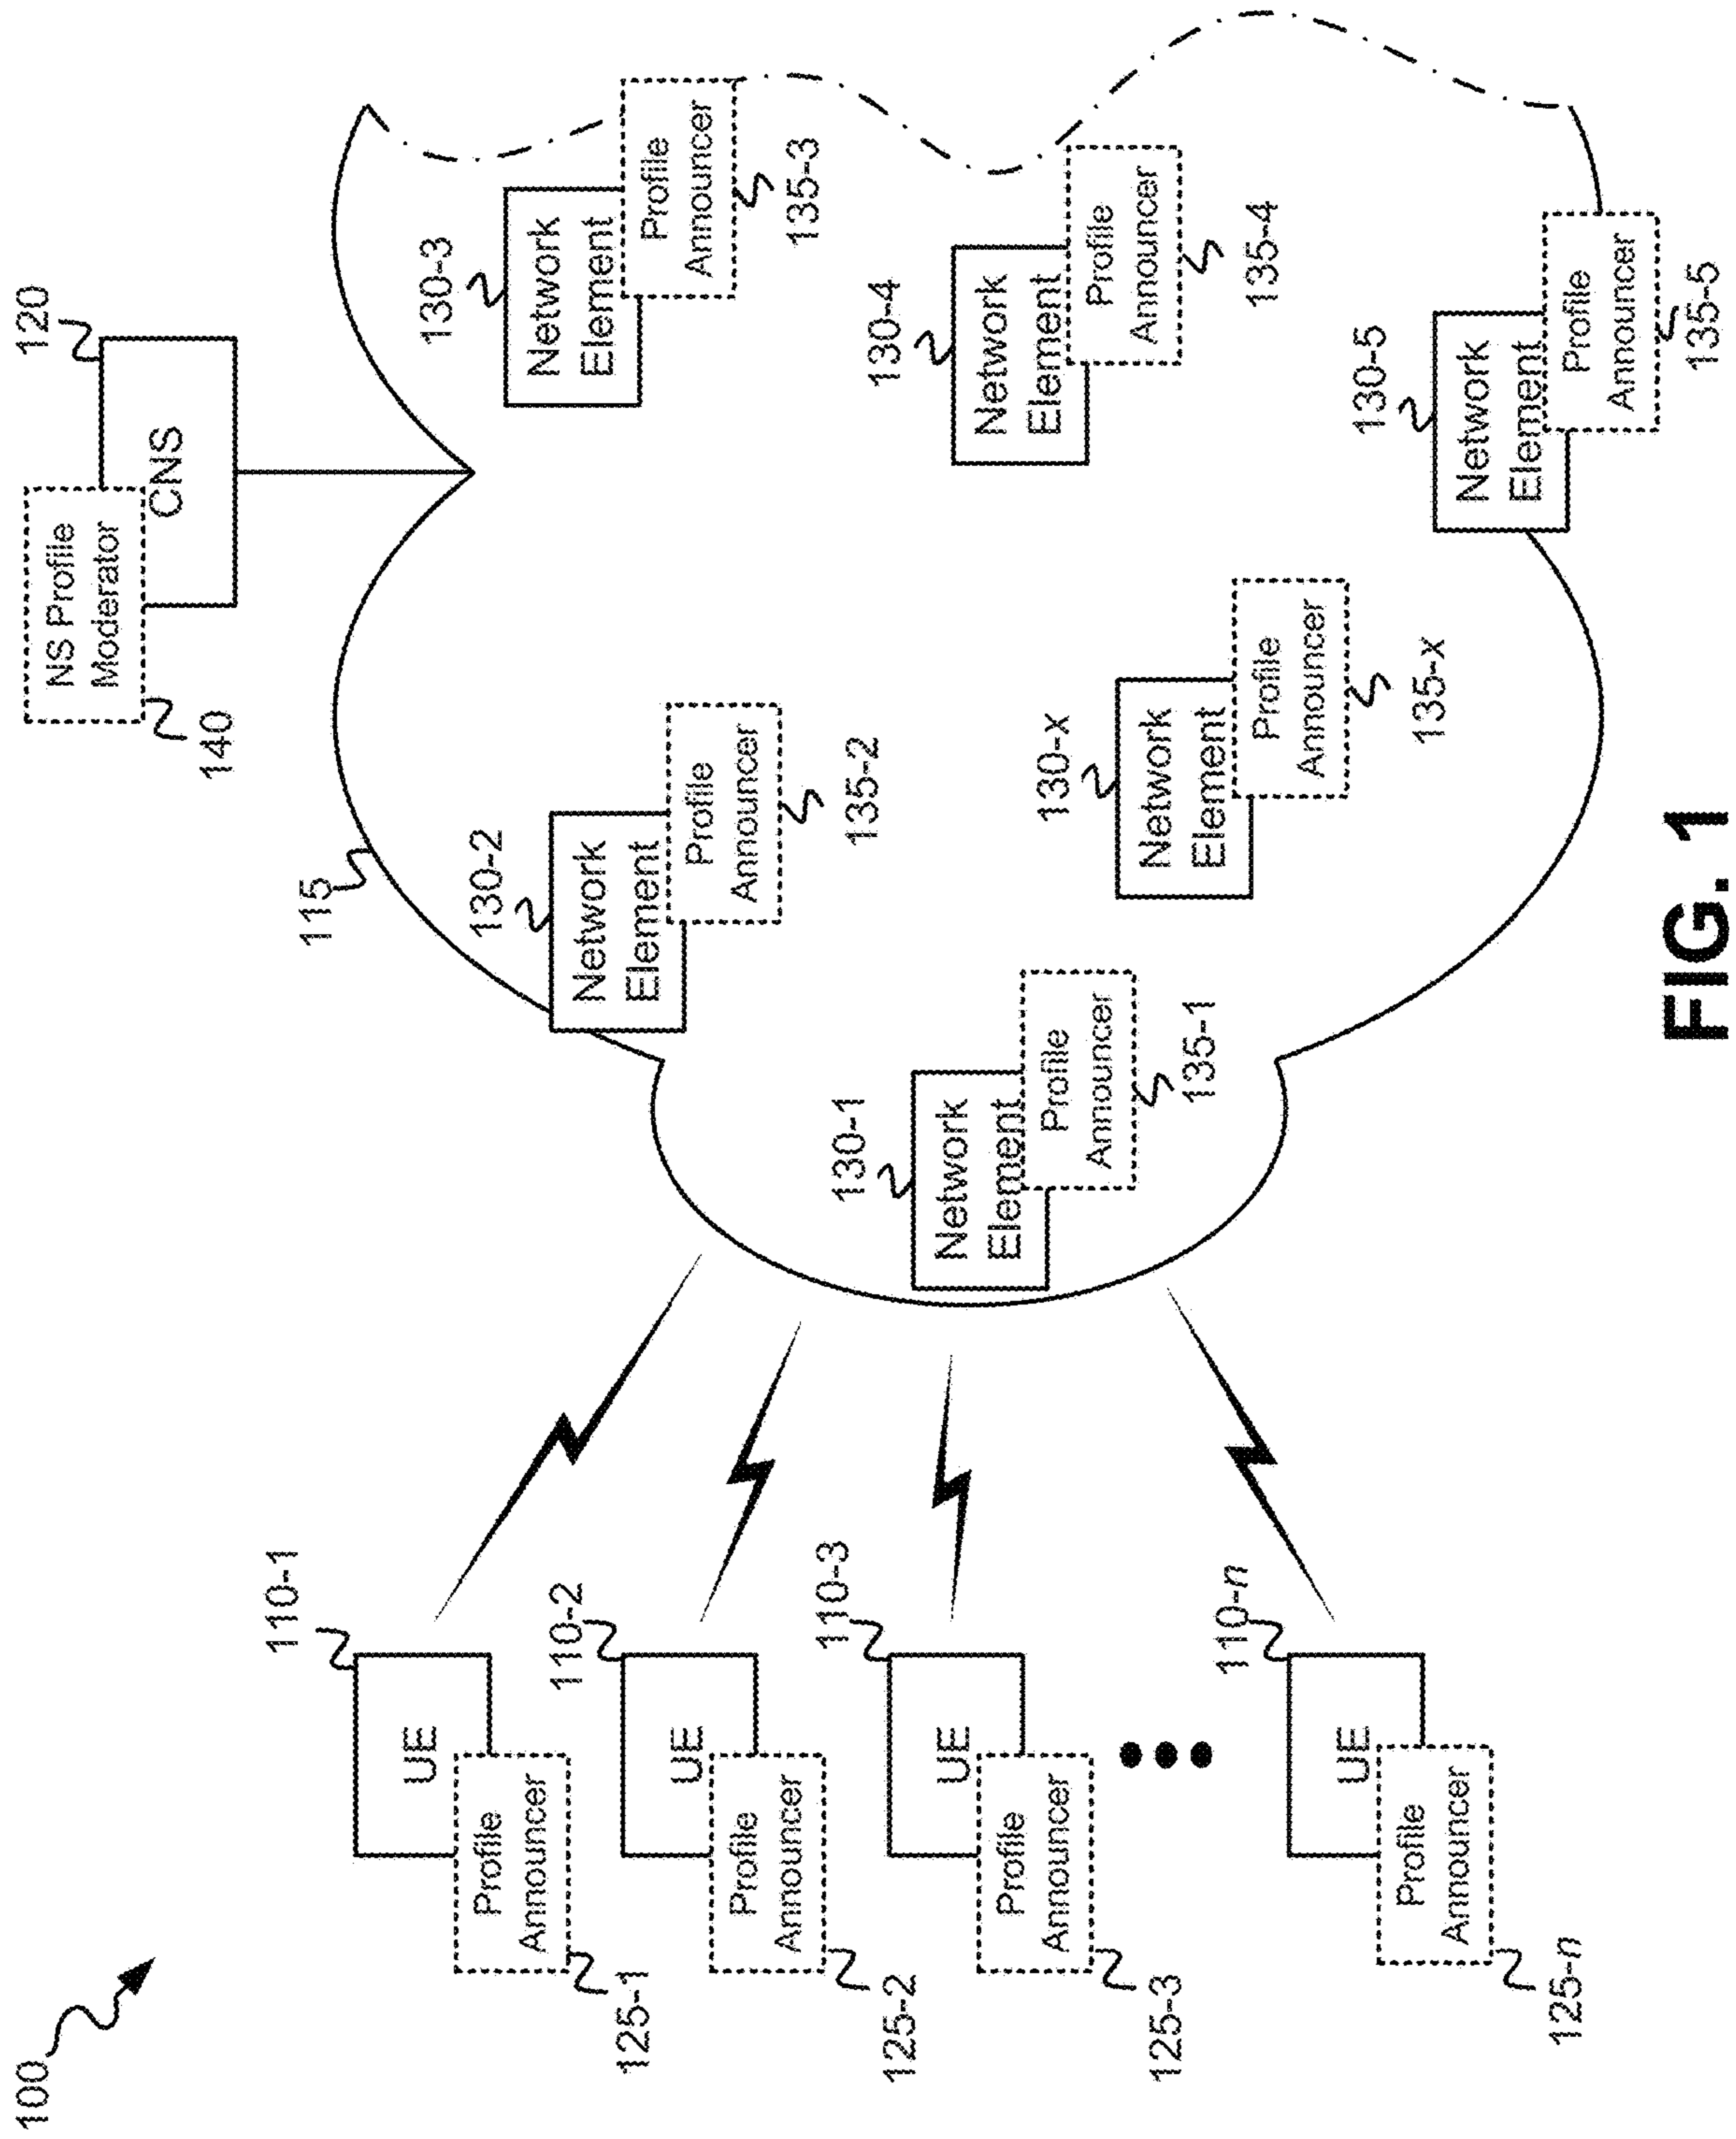 100
120
NS Profile
Moderator
CNS
140
115
110-1
UE
Profile
Announcer
125-1
110-2
UE
Profile
Announcer
125-2
110-3
UE
Profile
Announcer
125-3
110-n
UE
Profile
Announcer
125-n
130-1
Network
Element
Profile
Announcer
135-1
130-2
Network
Element
Profile
Announcer
135-2
130-3
Network
Element
Profile
Announcer
135-3
130-4
Network
Element
Profile
Announcer
135-4
130-x
Network
Element
Profile
Announcer
135-x
130-5
Network
Element
Profile
Announcer
135-5
FIG. 1